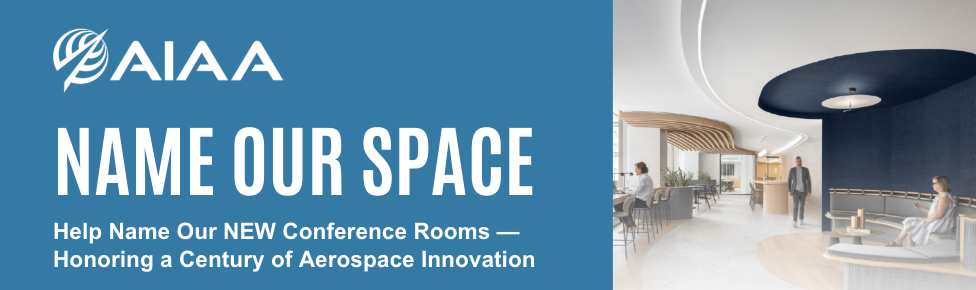 AIAA
NAME OUR SPACE
Help Name Our NEW Conference Rooms —
Honoring a Century of Aerospace Innovation